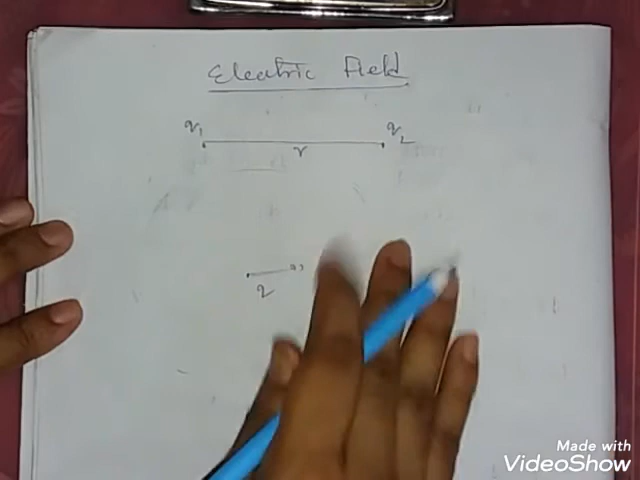 Electric Field
q₁ q₂
r
q
Made with
VideoShow